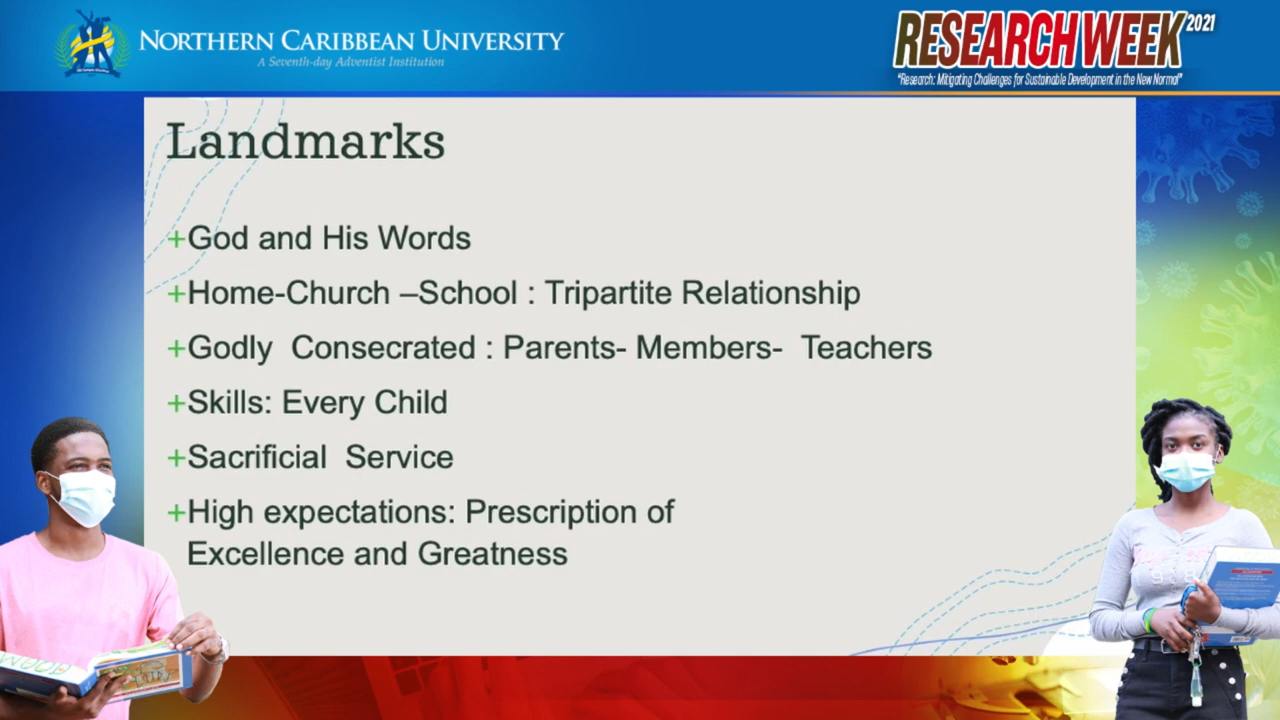 NORTHERN CARIBBEAN UNIVERSITY
A Seventh-day Adventist Institution
RESEARCH WEEK 2021
"Research: Mitigating Challenges for Sustainable Development in the New Normal"
Landmarks
+God and His Words
+Home-Church –School : Tripartite Relationship
+Godly  Consecrated : Parents- Members-  Teachers
+Skills: Every Child
+Sacrificial  Service
+High expectations: Prescription of
Excellence and Greatness